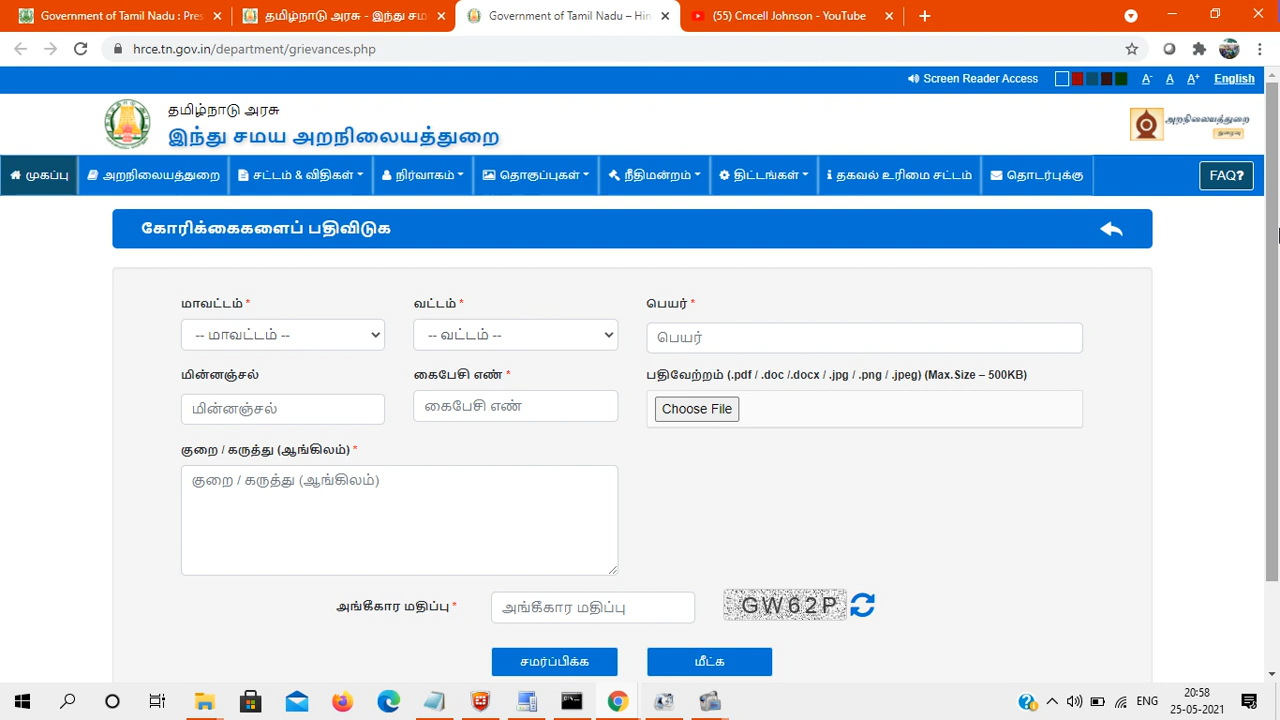 Government of Tamil Nadu : Pres
தமிழ்நாடு அரசு - இந்து சம
Government of Tamil Nadu – Hin
(55) Cmcell Johnson - YouTube
hrce.tn.gov.in/department/grievances.php
Screen Reader Access A- A A+ English
தமிழ்நாடு அரசு
இந்து சமய அறநிலையத்துறை
அறநிலையத்துறை
முகப்பு அறநிலையத்துறை சட்டம் & விதிகள் நிர்வாகம் தொகுப்புகள் நீதிமன்றம் திட்டங்கள் தகவல் உரிமை சட்டம் தொடர்புக்கு FAQ?
கோரிக்கைகளைப் பதிவிடுக
மாவட்டம் * வட்டம் * பெயர் *
-- மாவட்டம் -- -- வட்டம் -- பெயர்
மின்னஞ்சல் கைபேசி எண் * பதிவேற்றம் (.pdf / .doc /.docx / .jpg / .png / .jpeg) (Max.Size – 500KB)
மின்னஞ்சல் கைபேசி எண் Choose File
குறை / கருத்து (ஆங்கிலம்) *
குறை / கருத்து (ஆங்கிலம்)
அங்கீகார மதிப்பு * அங்கீகார மதிப்பு GW62P
சமர்ப்பிக்க மீட்க
ENG 20:58
25-05-2021